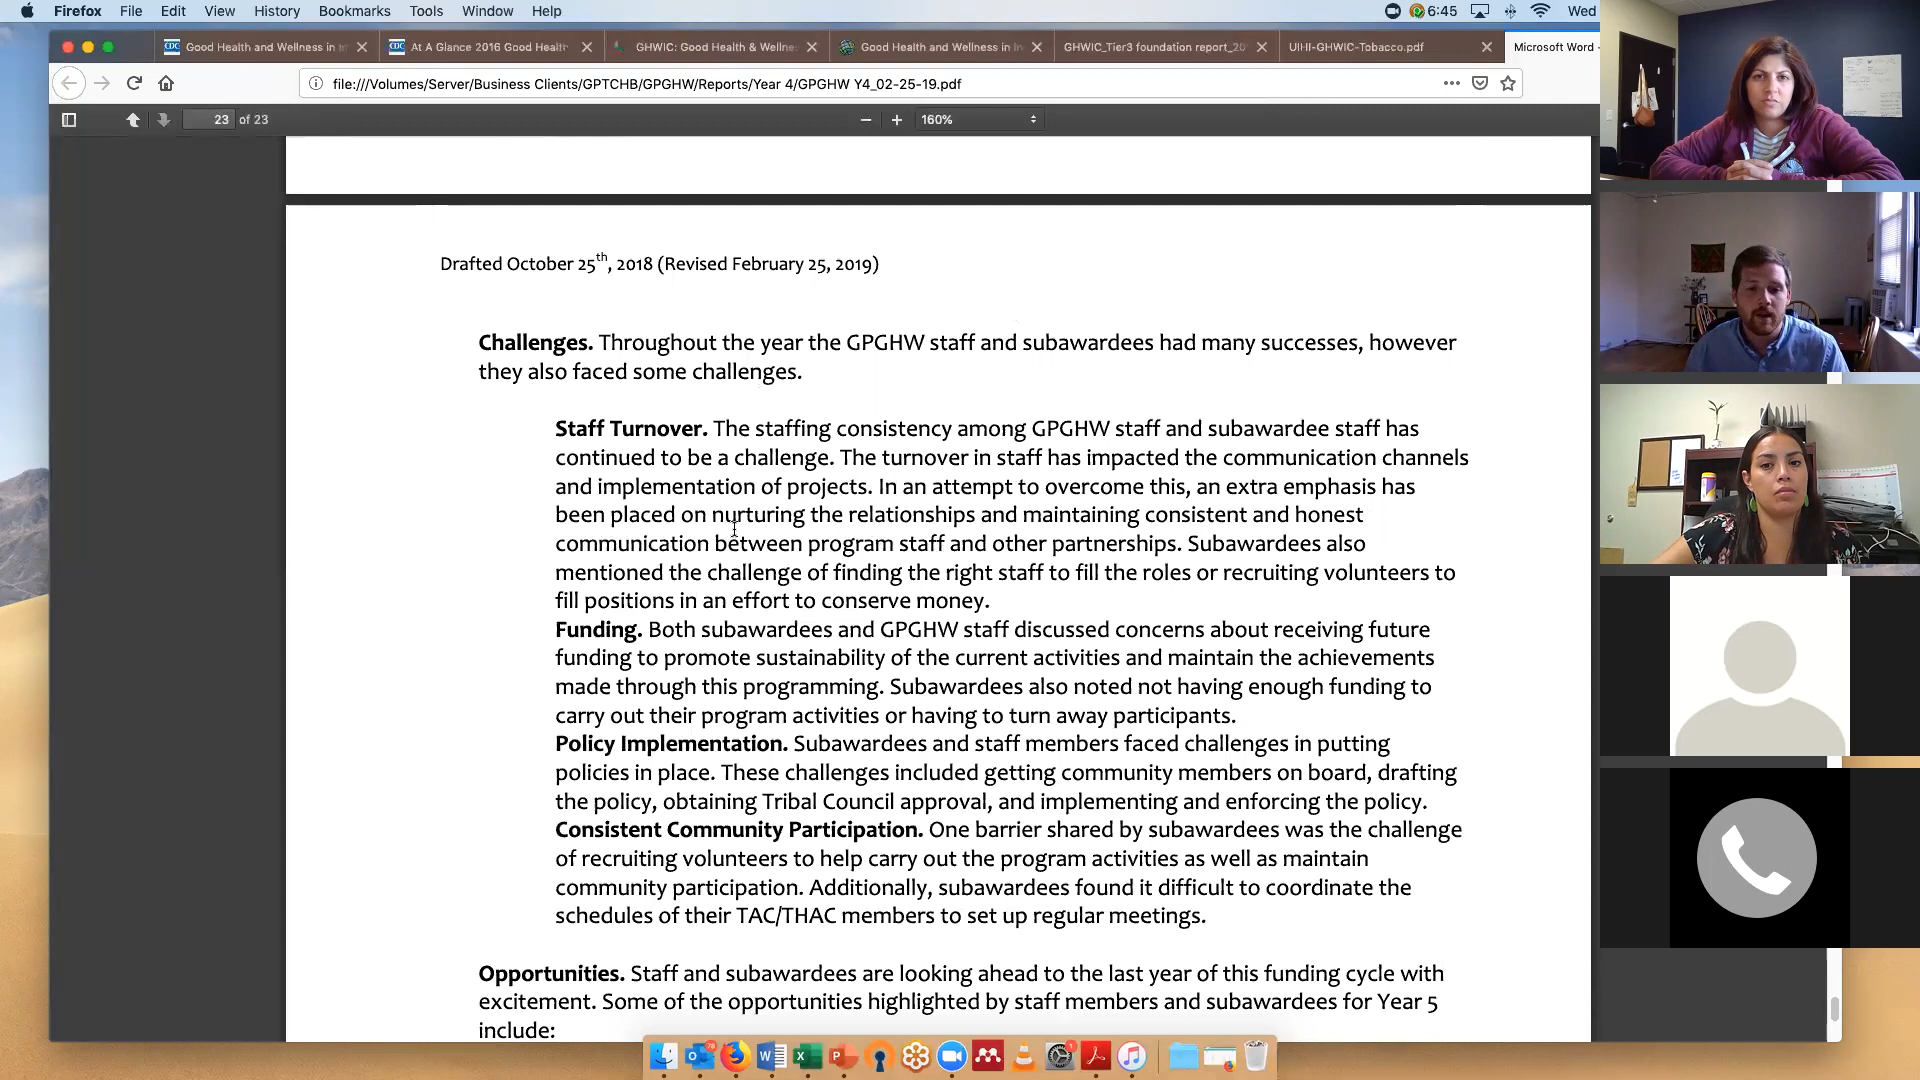 Firefox File Edit View History Bookmarks Tools Window Help 6:45 Wed
Good Health and Wellness in
At A Glance 2016 Good Health
GHWIC: Good Health & Wellne
Good Health and Wellness in
GHWIC_Tier3 foundation report_20
UIHI-GHWIC-Tobacco.pdf
Microsoft Word -
file:///Volumes/Server/Business Clients/GPTCHB/GPGHW/Reports/Year 4/GPGHW Y4_02-25-19.pdf
23 of 23
160%
Drafted October 25th, 2018 (Revised February 25, 2019)
Challenges. Throughout the year the GPGHW staff and subawardees had many successes, however
they also faced some challenges.
Staff Turnover. The staffing consistency among GPGHW staff and subawardee staff has
continued to be a challenge. The turnover in staff has impacted the communication channels
and implementation of projects. In an attempt to overcome this, an extra emphasis has
been placed on nurturing the relationships and maintaining consistent and honest
communication between program staff and other partnerships. Subawardees also
mentioned the challenge of finding the right staff to fill the roles or recruiting volunteers to
fill positions in an effort to conserve money.
Funding. Both subawardees and GPGHW staff discussed concerns about receiving future
funding to promote sustainability of the current activities and maintain the achievements
made through this programming. Subawardees also noted not having enough funding to
carry out their program activities or having to turn away participants.
Policy Implementation. Subawardees and staff members faced challenges in putting
policies in place. These challenges included getting community members on board, drafting
the policy, obtaining Tribal Council approval, and implementing and enforcing the policy.
Consistent Community Participation. One barrier shared by subawardees was the challenge
of recruiting volunteers to help carry out the program activities as well as maintain
community participation. Additionally, subawardees found it difficult to coordinate the
schedules of their TAC/THAC members to set up regular meetings.
Opportunities. Staff and subawardees are looking ahead to the last year of this funding cycle with
excitement. Some of the opportunities highlighted by staff members and subawardees for Year 5
include: